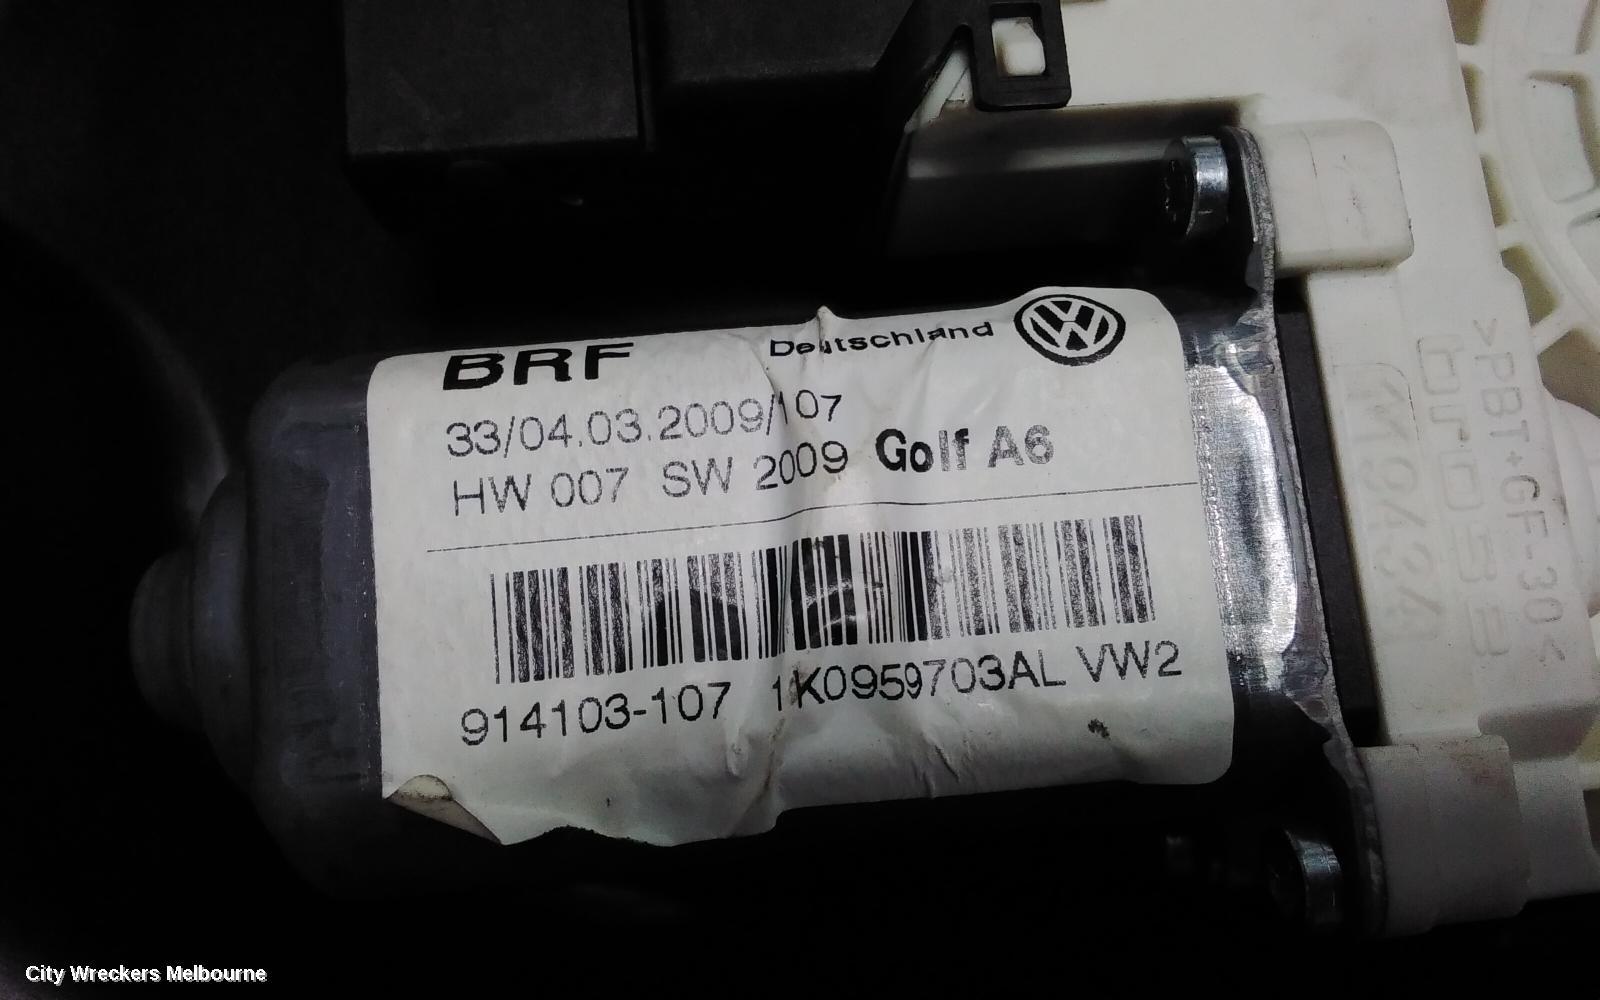 BRF Deutschland
33/04.03.2009/107
HW 007 SW 2009 Golf A6
914103-107 1K0959703AL VW2
>PBT+GF-30<
brose
City Wreckers Melbourne